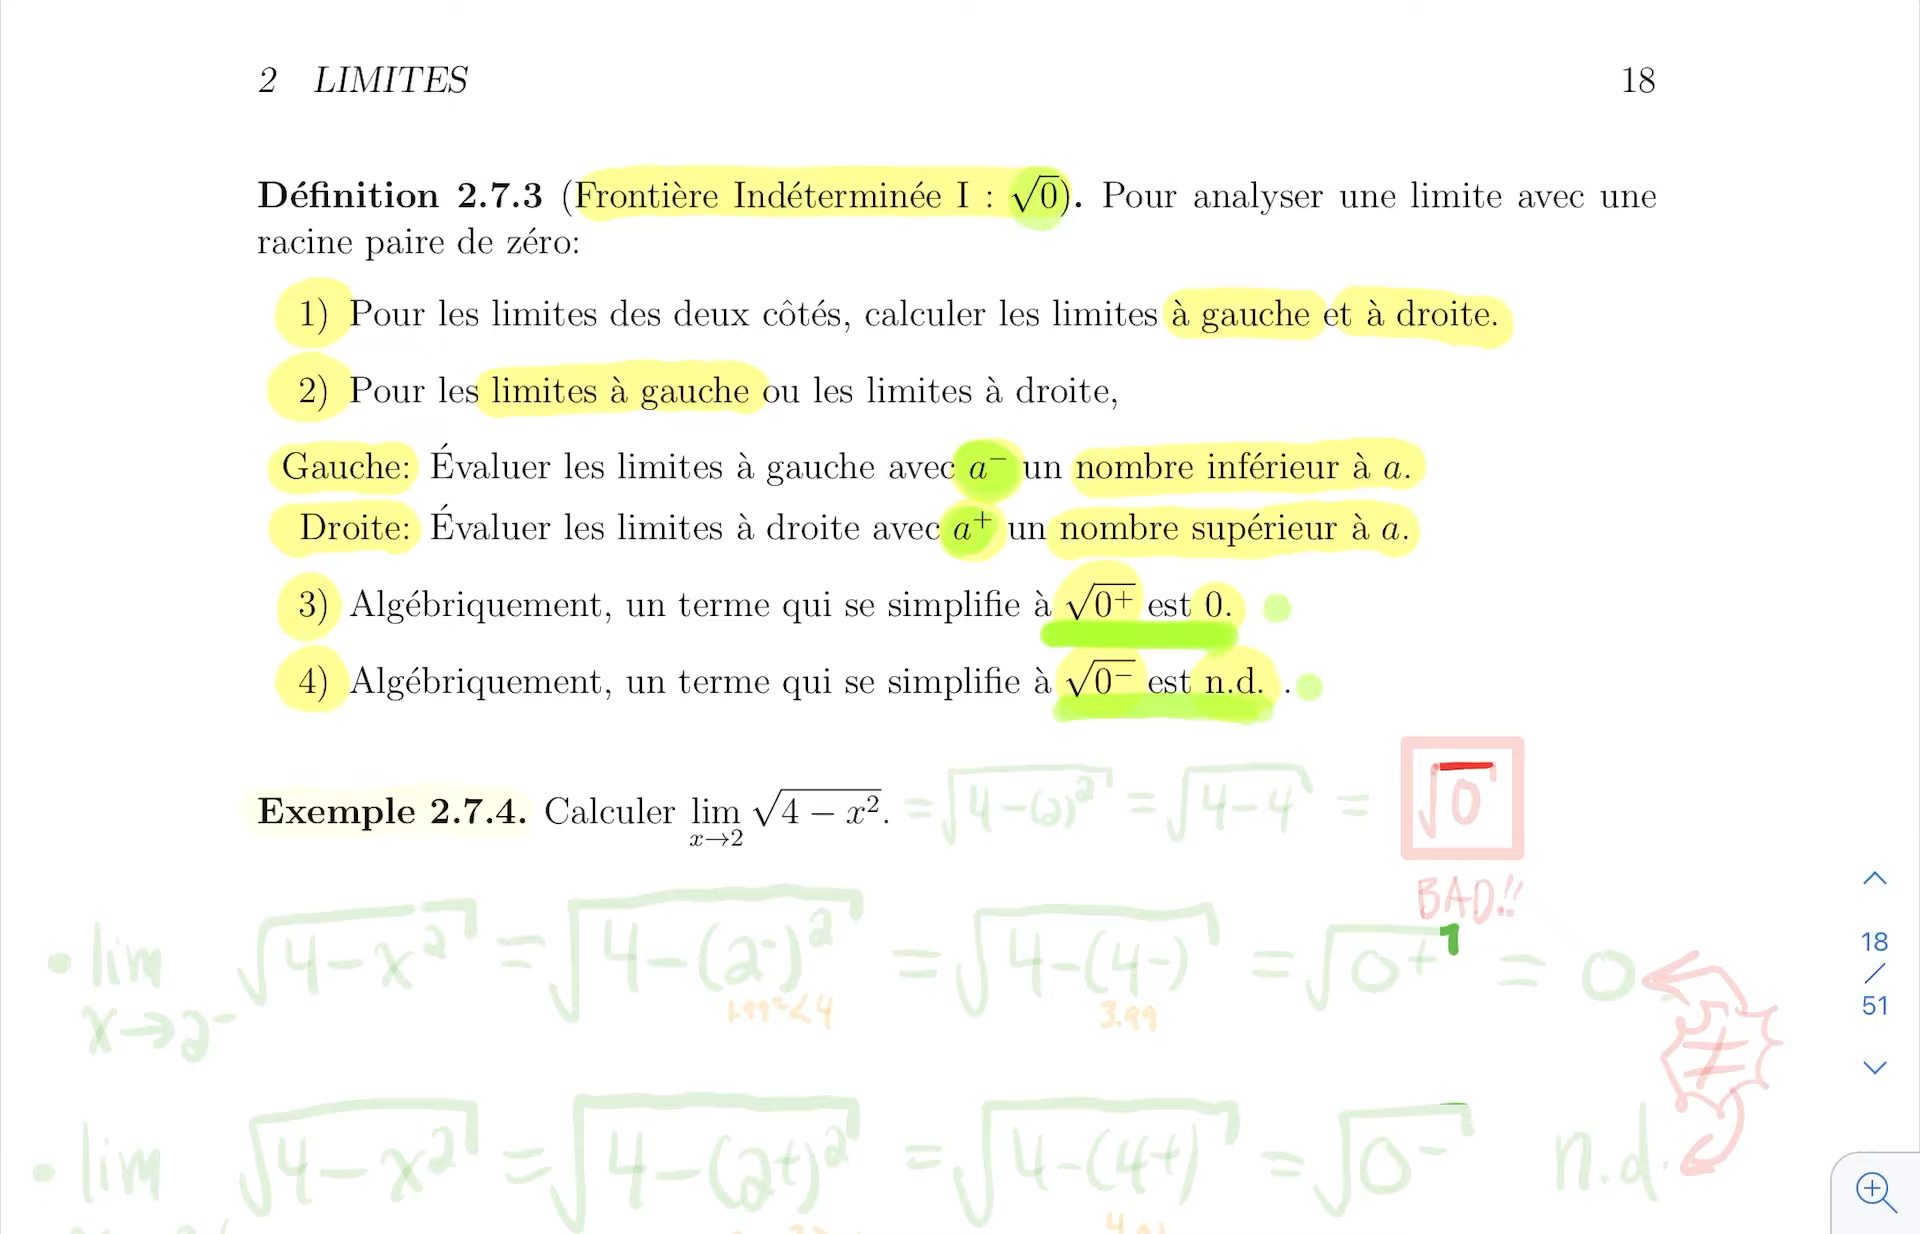 2 LIMITES 18
Définition 2.7.3 (Frontière Indéterminée I : √0). Pour analyser une limite avec une
racine paire de zéro:
1) Pour les limites des deux côtés, calculer les limites à gauche et à droite.
2) Pour les limites à gauche ou les limites à droite,
Gauche: Évaluer les limites à gauche avec a⁻ un nombre inférieur à a.
Droite: Évaluer les limites à droite avec a⁺ un nombre supérieur à a.
3) Algébriquement, un terme qui se simplifie à √0⁺ est 0.
4) Algébriquement, un terme qui se simplifie à √0⁻ est n.d. .
Exemple 2.7.4. Calculer lim x→2 √4 − x². = √4-(2)² = √4-4 = √0
BAD!!
• lim x→2⁻ √4-x² = √4-(2-)² = √4-(4-) = √0+ = 0
1.99²<4 3.99
≠
• lim √4-x² = √4-(2+)² = √4-(4+) = √0- n.d.
18
/
51